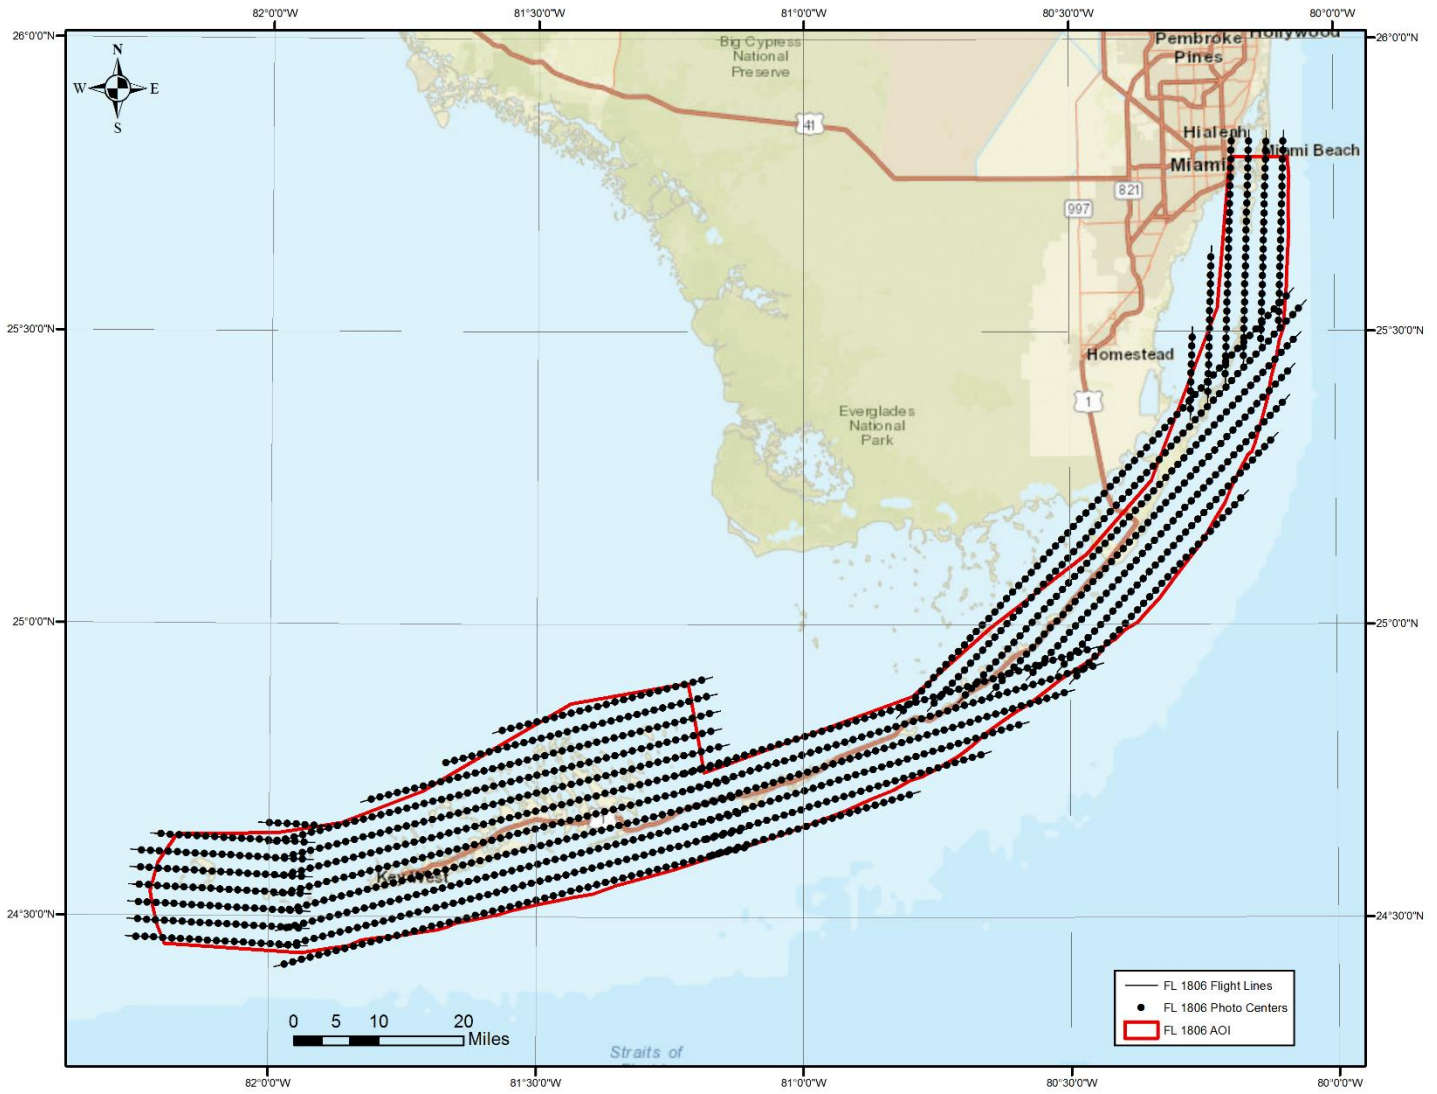 82°0'0"W 81°30'0"W 81°0'0"W 80°30'0"W 80°0'0"W
26°0'0"N 26°0'0"N
N
W E
S
Big Cypress
National
Preserve
Hollywood
Pembroke
Pines
41
Hialeah
Miami Beach
Miami
821
997
25°30'0"N 25°30'0"N
Homestead
1
Everglades
National
Park
25°0'0"N 25°0'0"N
1
Key West
24°30'0"N 24°30'0"N
0 5 10 20
Miles
Straits of
FL 1806 Flight Lines
FL 1806 Photo Centers
FL 1806 AOI
82°0'0"W 81°30'0"W 81°0'0"W 80°30'0"W 80°0'0"W